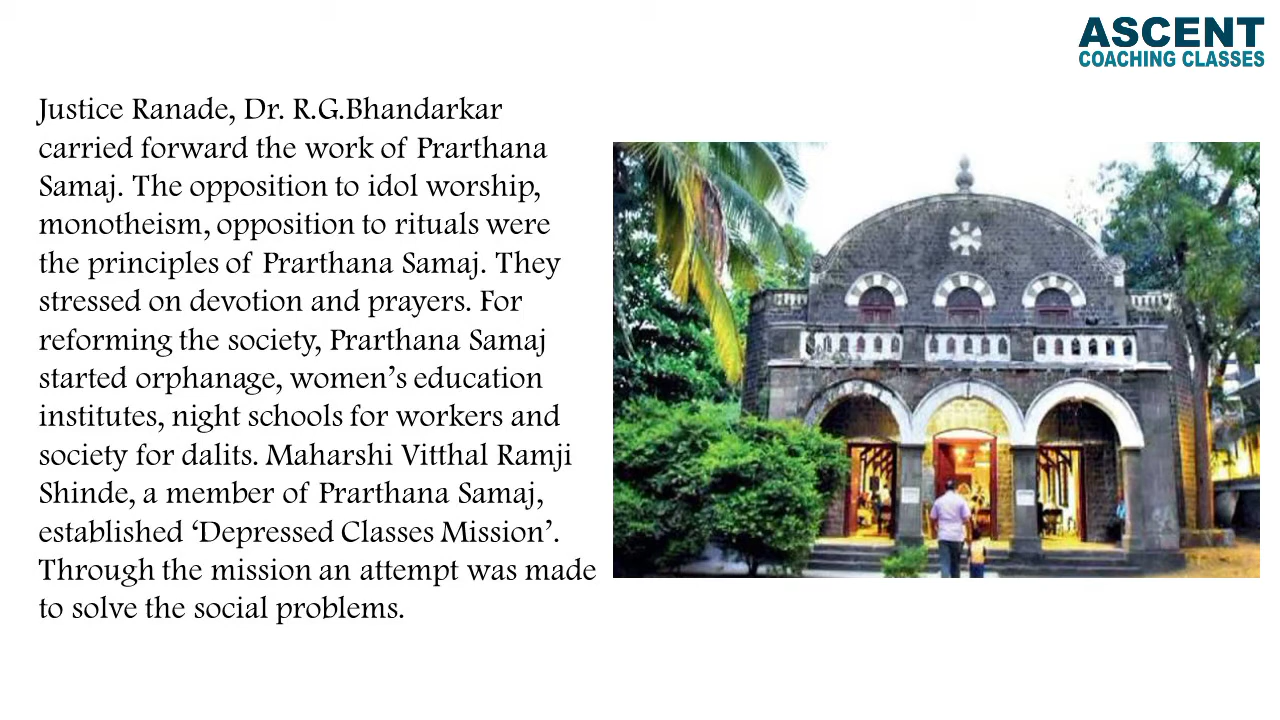 ASCENT
COACHING CLASSES
Justice Ranade, Dr. R.G.Bhandarkar
carried forward the work of Prarthana
Samaj. The opposition to idol worship,
monotheism, opposition to rituals were
the principles of Prarthana Samaj. They
stressed on devotion and prayers. For
reforming the society, Prarthana Samaj
started orphanage, women’s education
institutes, night schools for workers and
society for dalits. Maharshi Vitthal Ramji
Shinde, a member of Prarthana Samaj,
established ‘Depressed Classes Mission’.
Through the mission an attempt was made
to solve the social problems.